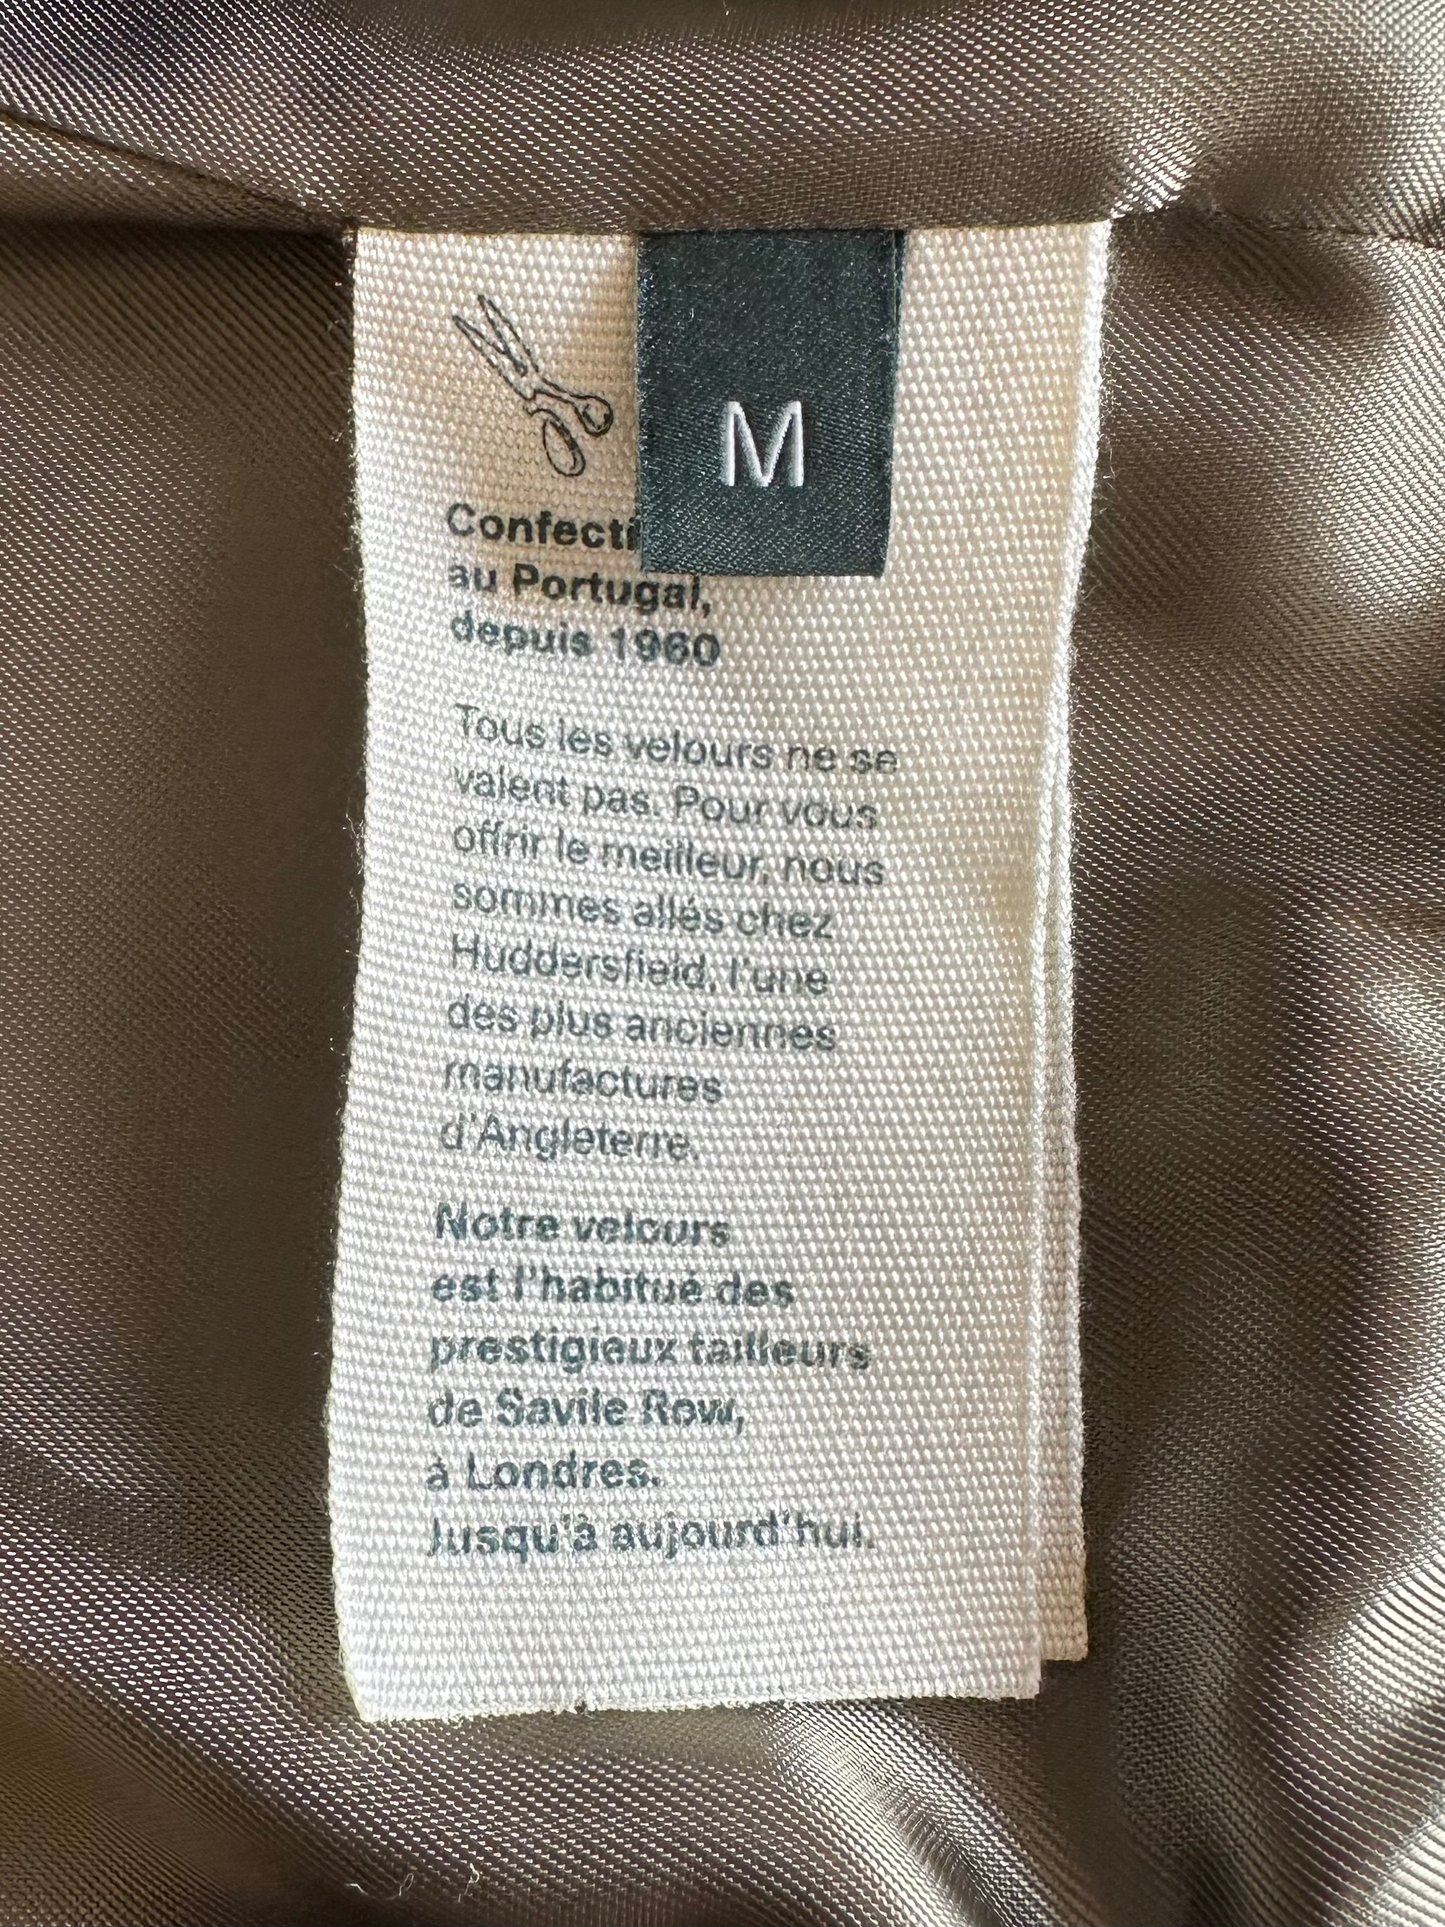 M
Confecti
au Portugal,
depuis 1960
Tous les velours ne se
valent pas. Pour vous
offrir le meilleur, nous
sommes allés chez
Huddersfield, l'une
des plus anciennes
manufactures
d'Angleterre.
Notre velours
est l'habitué des
prestigieux tailleurs
de Savile Row,
à Londres.
Jusqu'à aujourd'hui.